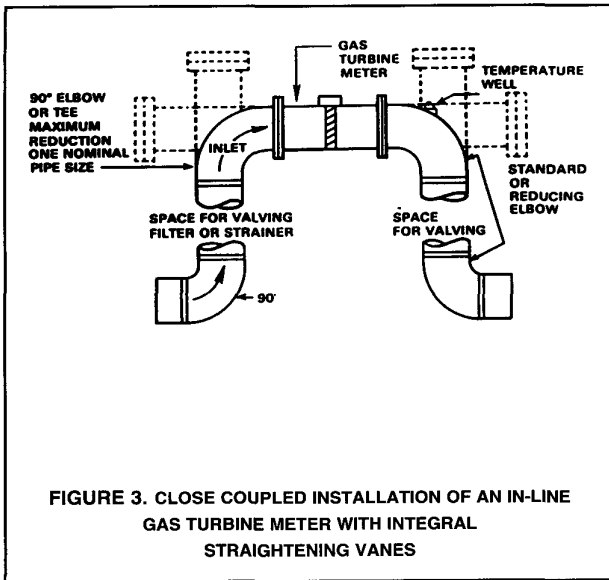 GAS
TURBINE
METER
TEMPERATURE
WELL
90° ELBOW
OR TEE
MAXIMUM
REDUCTION
ONE NOMINAL
PIPE SIZE
INLET
STANDARD
OR
REDUCING
ELBOW
SPACE FOR VALVING
FILTER OR STRAINER
SPACE
FOR VALVING
90°
FIGURE 3. CLOSE COUPLED INSTALLATION OF AN IN-LINE
GAS TURBINE METER WITH INTEGRAL
STRAIGHTENING VANES